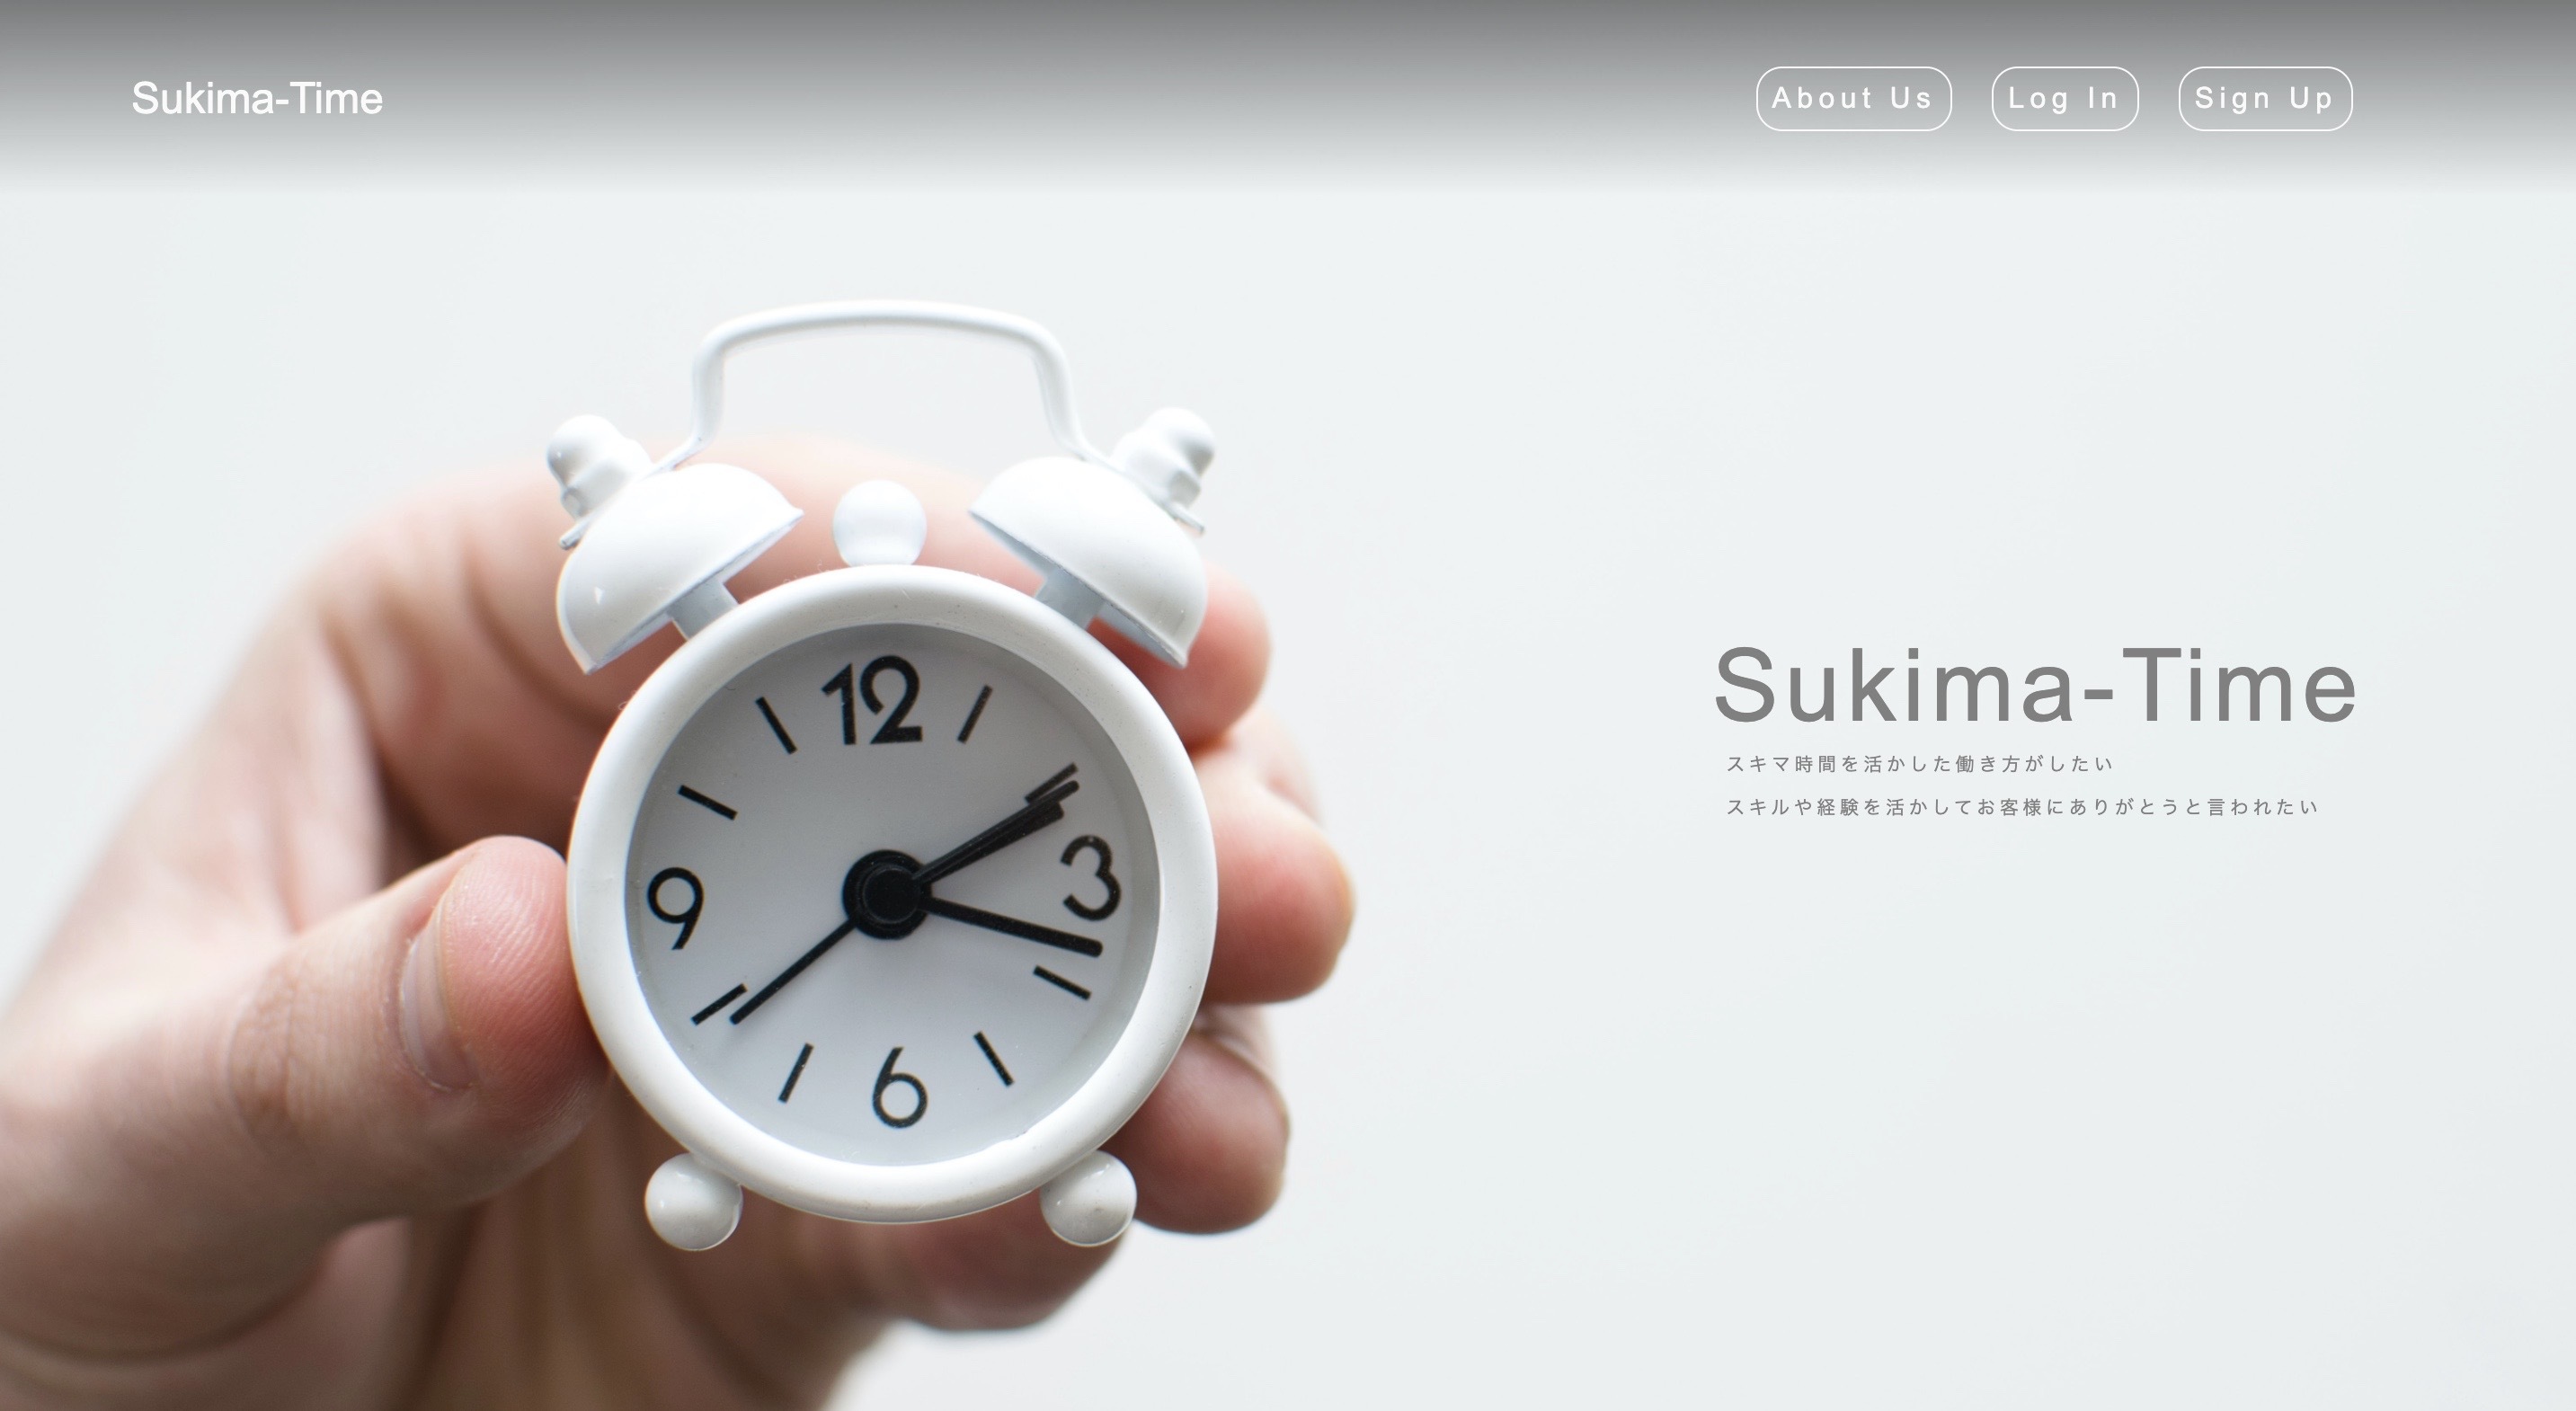 Sukima-Time
About Us
Log In
Sign Up
12
3
9
6
Sukima-Time
スキマ時間を活かした働き方がしたい
スキルや経験を活かしてお客様にありがとうと言われたい